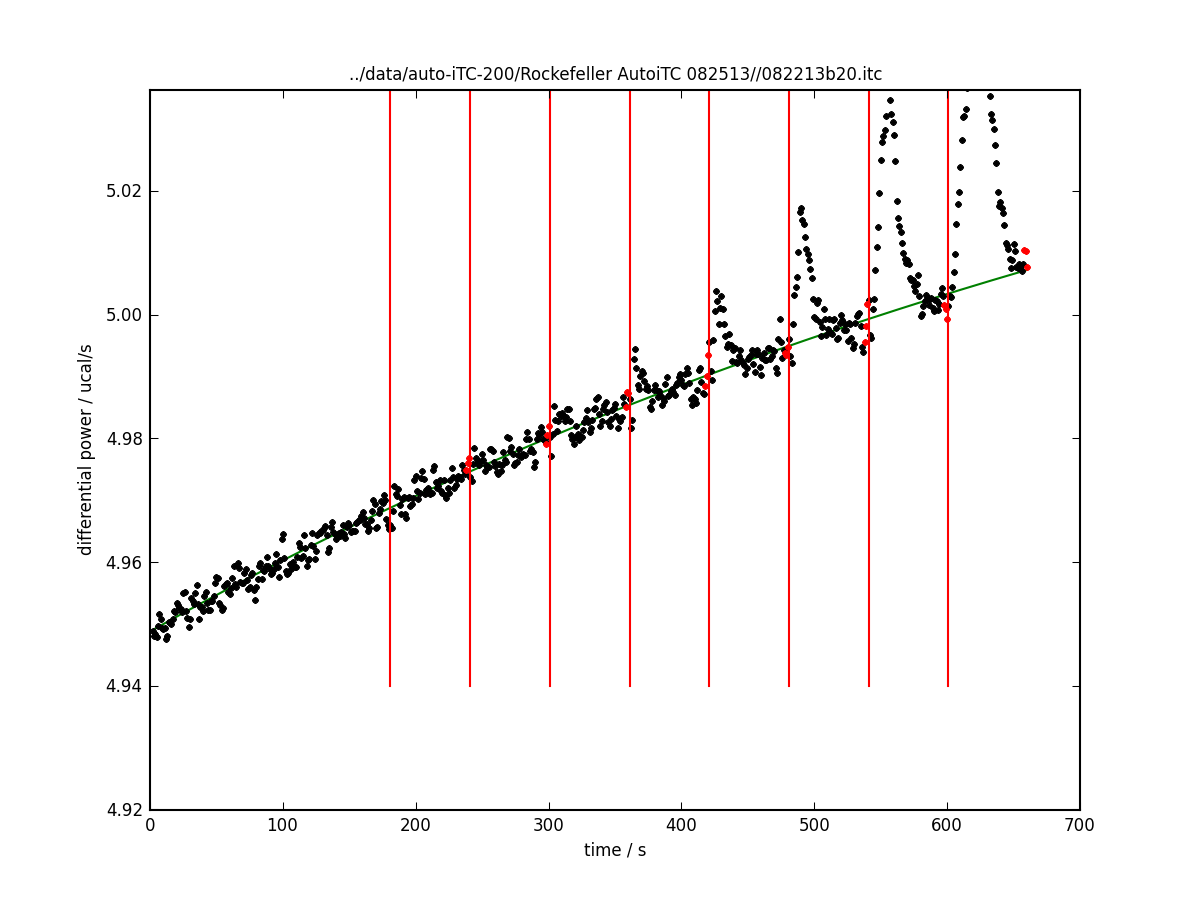 ../data/auto-iTC-200/Rockefeller AutoiTC 082513//082213b20.itc
differential power / ucal/s
5.02
5.00
4.98
4.96
4.94
4.92
0 100 200 300 400 500 600 700
time / s